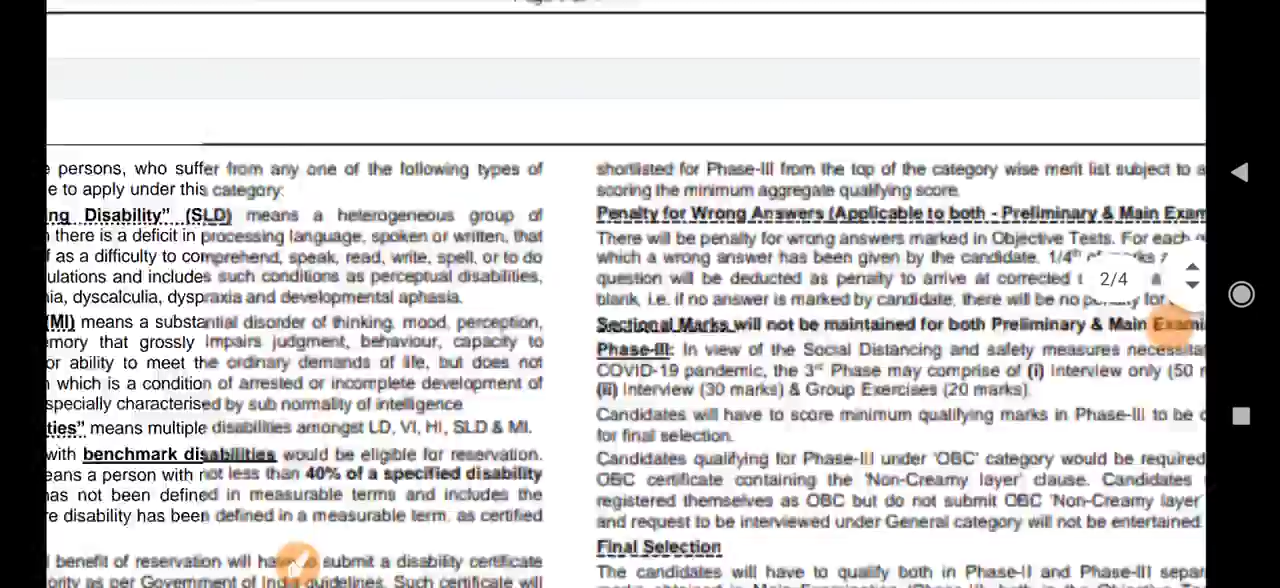 persons, who suffer from any one of the following types of
e to apply under this category:
ng Disability" (SLD) means a heterogeneous group of
there is a deficit in processing language, spoken or written, that
f as a difficulty to comprehend, speak, read, write, spell, or to do
ulations and includes such conditions as perceptual disabilities,
ia, dyscalculia, dyspraxia and developmental aphasia.
(MI) means a substantial disorder of thinking, mood, perception,
emory that grossly impairs judgment, behaviour, capacity to
or ability to meet the ordinary demands of life, but does not
which is a condition of arrested or incomplete development of
specially characterised by sub normality of intelligence
ties" means multiple disabilities amongst LD, VI, HI, SLD & MI.
with benchmark disabilities would be eligible for reservation.
eans a person with not less than 40% of a specified disability
has not been defined in measurable terms and includes the
re disability has been defined in a measurable term, as certified
benefit of reservation will have to submit a disability certificate
ority as per Government of India guidelines. Such certificate will
shortlisted for Phase-III from the top of the category wise merit list subject to a
scoring the minimum aggregate qualifying score.
Penalty for Wrong Answers (Applicable to both - Preliminary & Main Exam
There will be penalty for wrong answers marked in Objective Tests. For each
which a wrong answer has been given by the candidate, 1/4th of
question will be deducted as penalty to arrive at corrected
blank, i.e. if no answer is marked by candidate, there will be no penalty for
Sectional Marks will not be maintained for both Preliminary & Main Exami
Phase-III: In view of the Social Distancing and safety measures necessitat
COVID-19 pandemic, the 3rd Phase may comprise of (i) Interview only (50 m
(ii) Interview (30 marks) & Group Exercises (20 marks).
Candidates will have to score minimum qualifying marks in Phase-III to be c
for final selection.
Candidates qualifying for Phase-III under 'OBC' category would be required
OBC certificate containing the 'Non-Creamy layer' clause. Candidates
registered themselves as OBC but do not submit OBC 'Non-Creamy layer'
and request to be interviewed under General category will not be entertained.
Final Selection
The candidates will have to qualify both in Phase-II and Phase-III separ
2/4